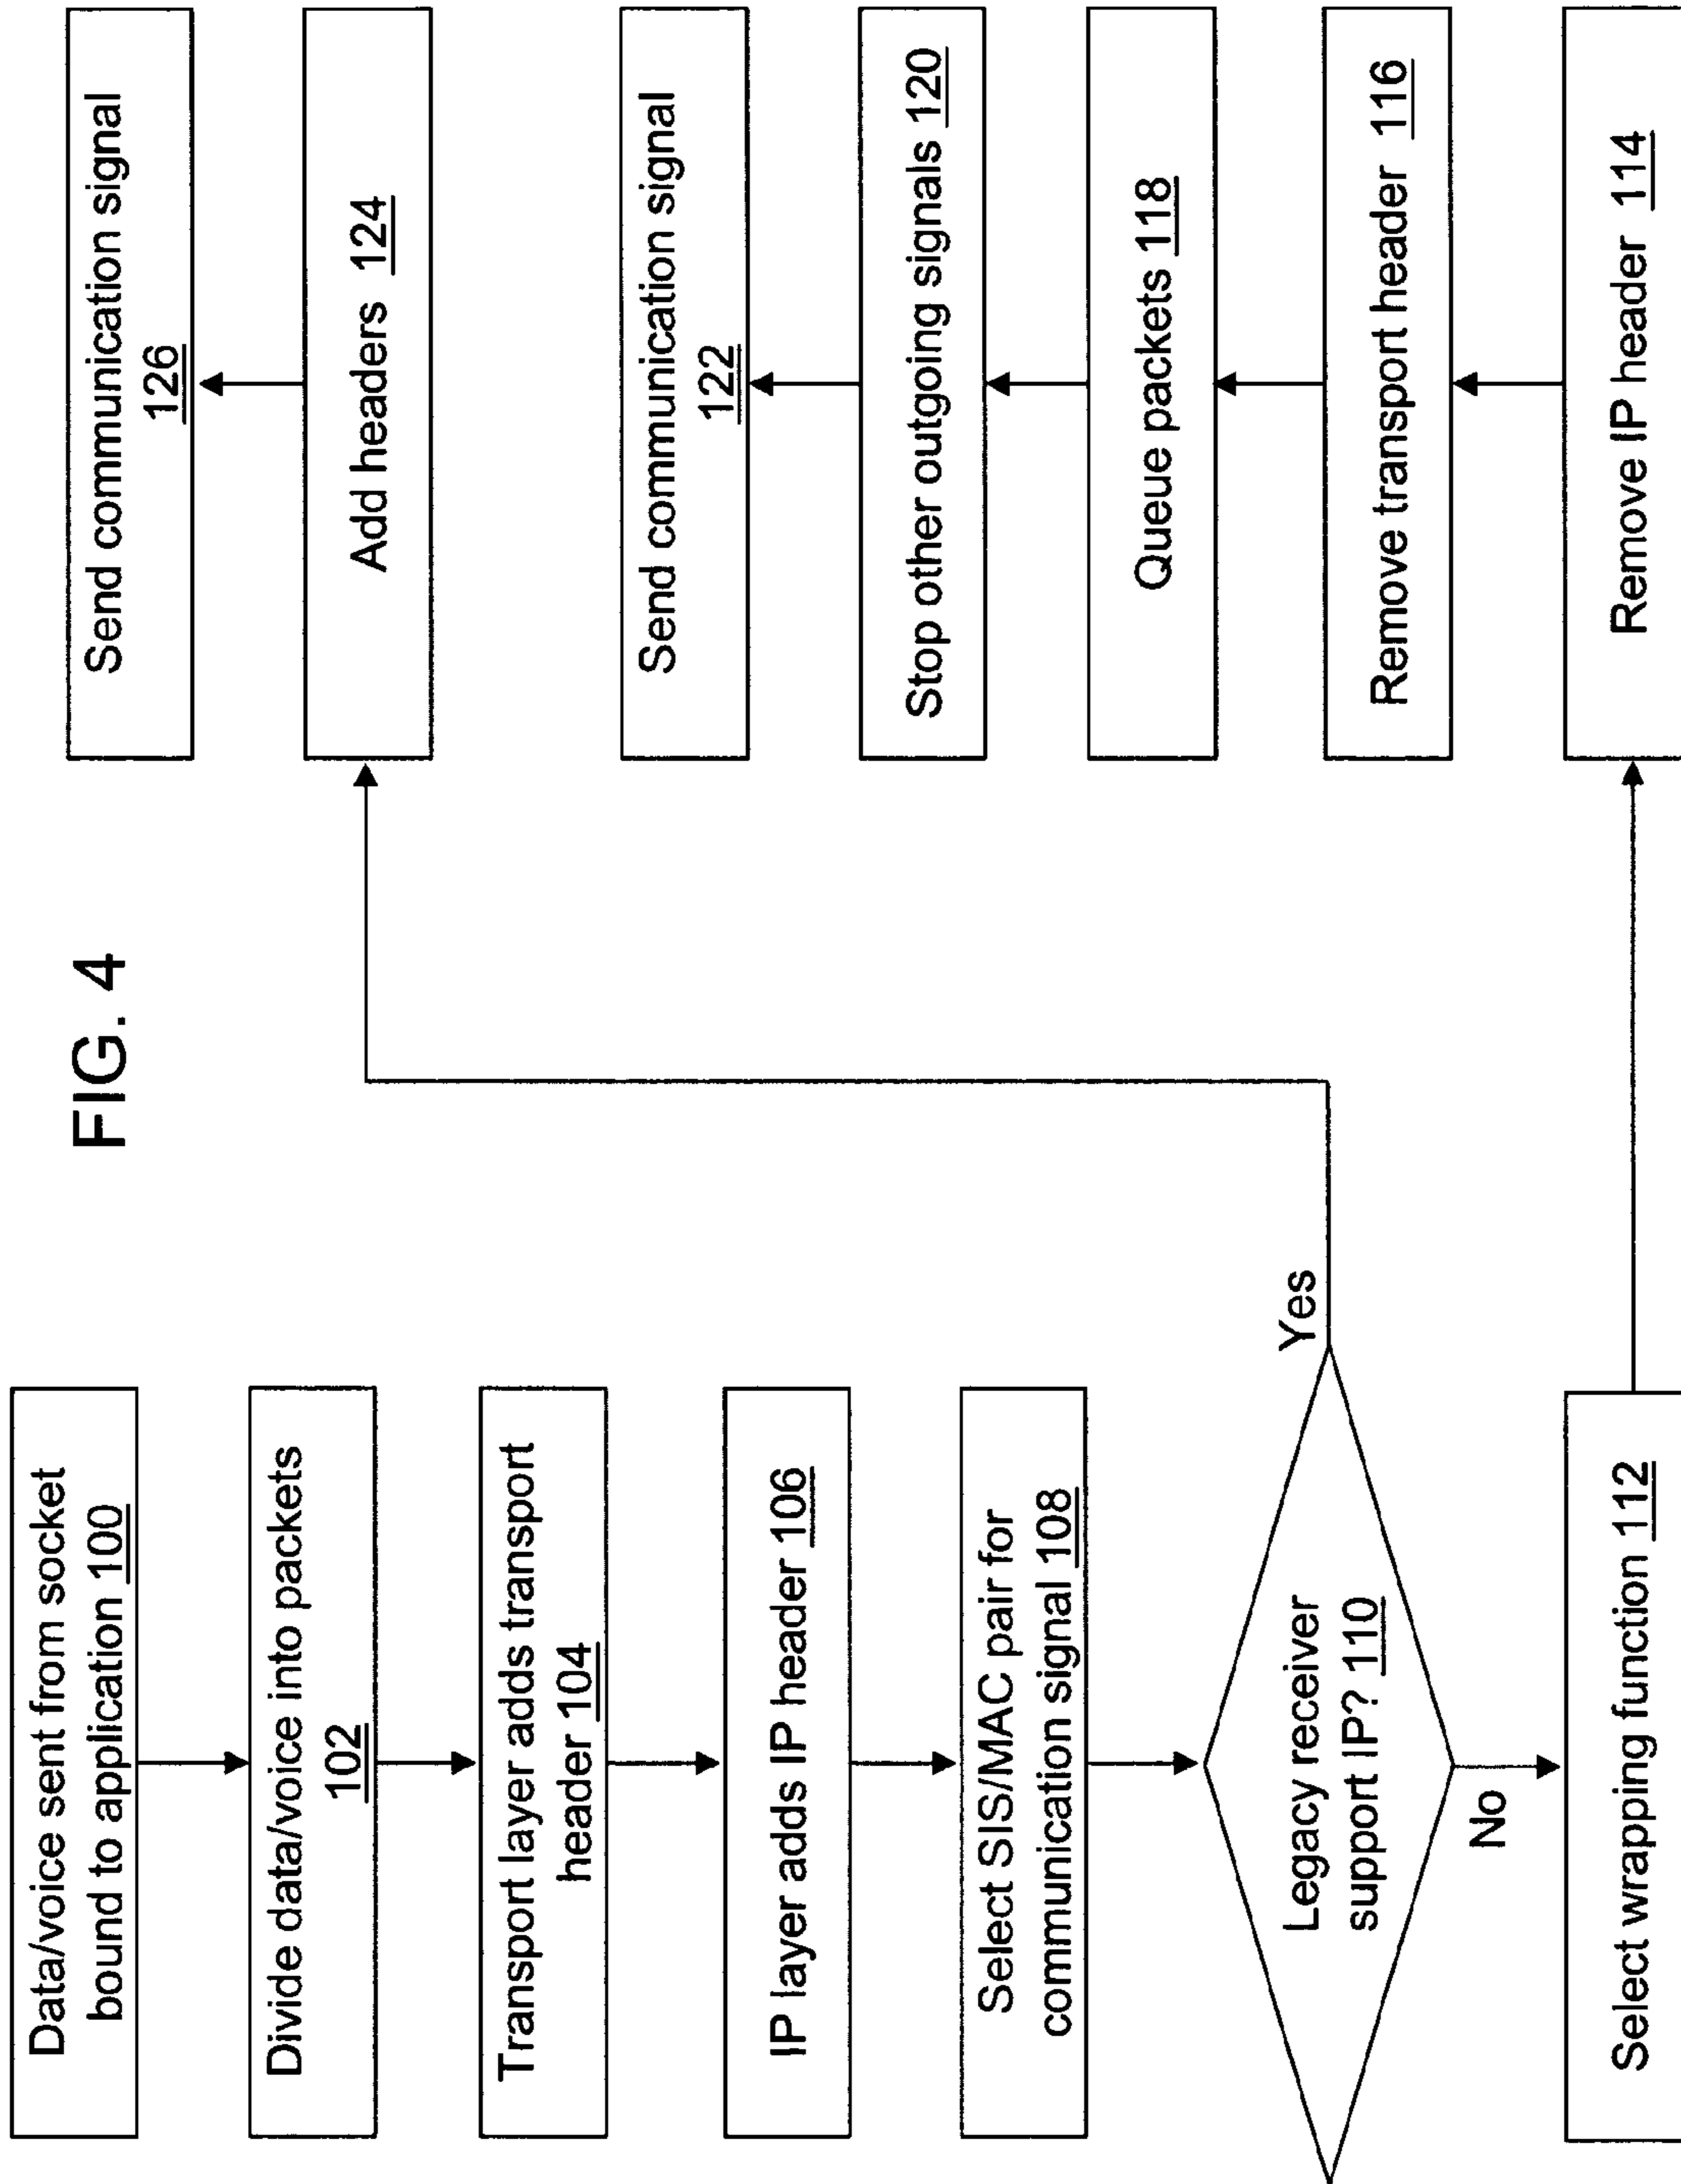 FIG. 4
Data/voice sent from socket
bound to application 100
Divide data/voice into packets
102
Transport layer adds transport
header 104
IP layer adds IP header 106
Select SIS/MAC pair for
communication signal 108
Legacy receiver
support IP? 110
Yes
No
Select wrapping function 112
Remove IP header 114
Remove transport header 116
Queue packets 118
Stop other outgoing signals 120
Send communication signal
122
Add headers 124
Send communication signal
126